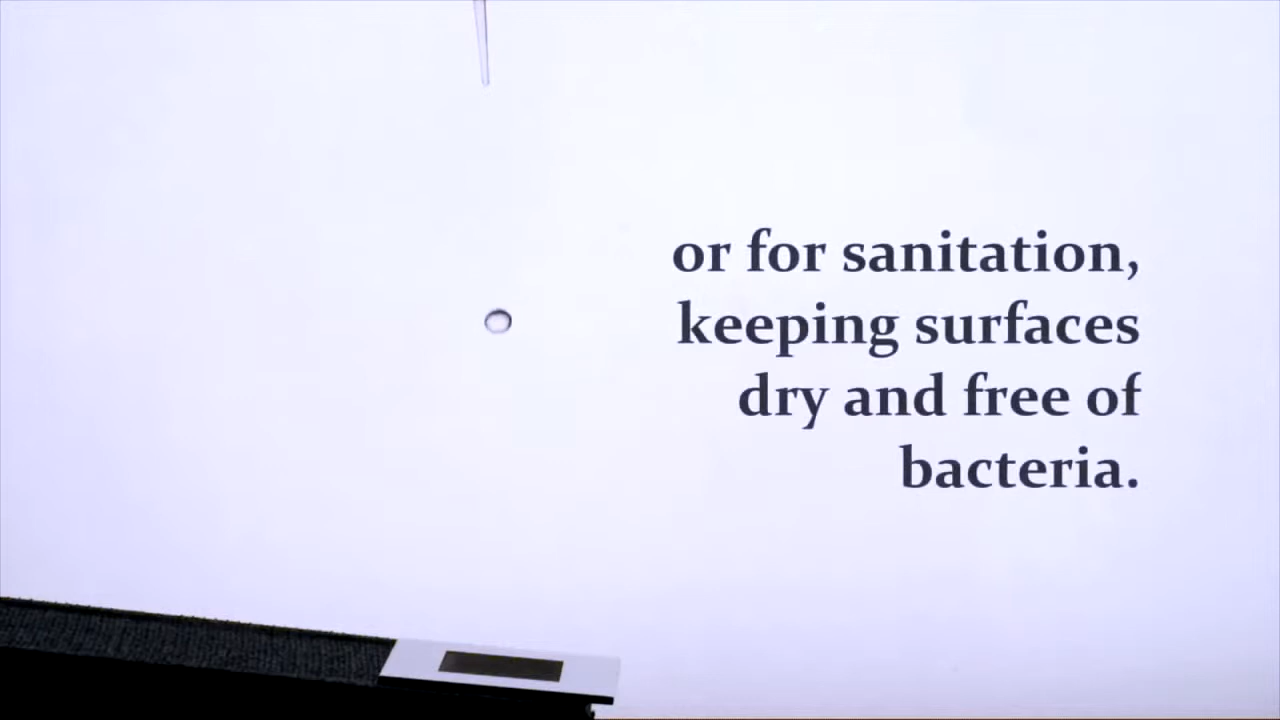 or for sanitation,
keeping surfaces
dry and free of
bacteria.